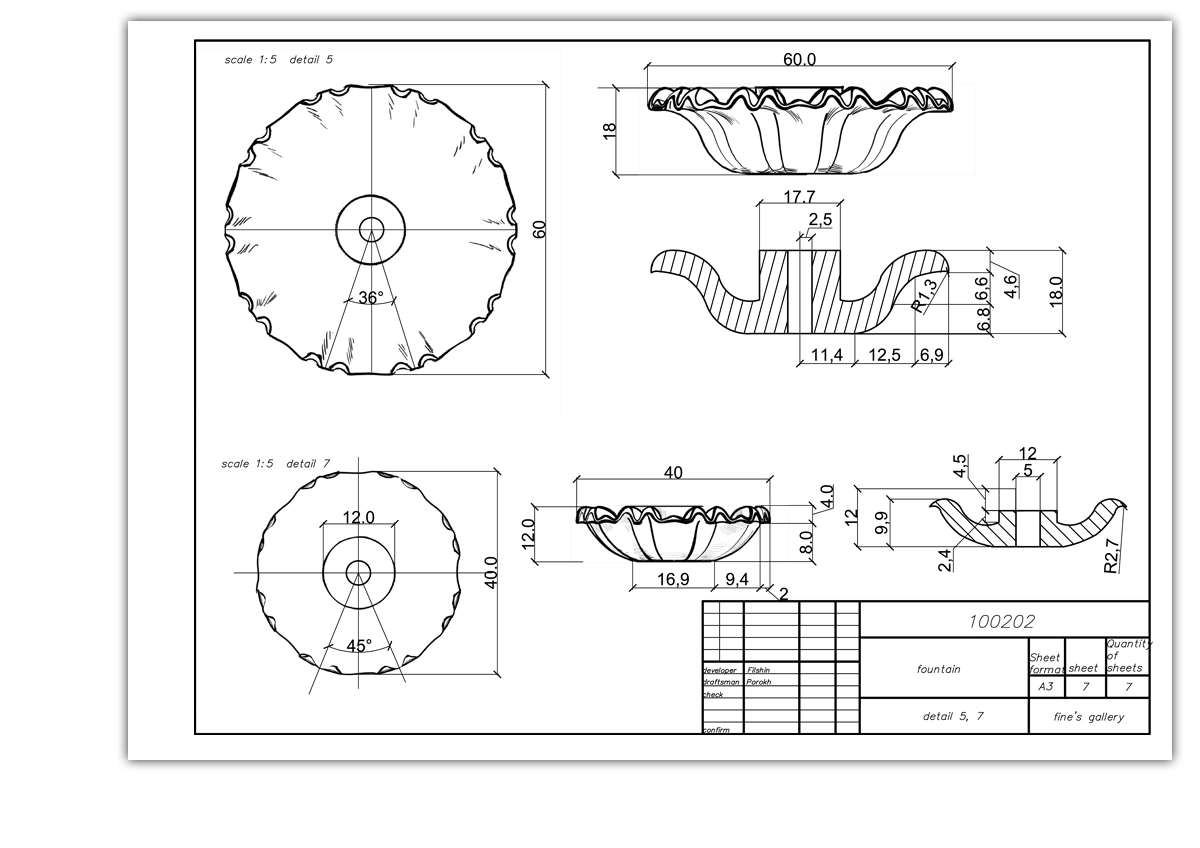 scale 1:5 detail 5
60
36°
60.0
18
17.7
2,5
R1,3
6,6
4,6
6.8
18.0
11,4
12,5
6,9
scale 1:5 detail 7
12.0
45°
40.0
40
12.0
4.0
8.0
16,9
9,4
2
12
5
4,5
12
9,9
2,4
R2,7
100202
developer Filshin
draftsman Porokh
check
confirm
fountain
Sheet format
sheet
Quantity of sheets
A3
7
7
detail 5, 7
fine's gallery